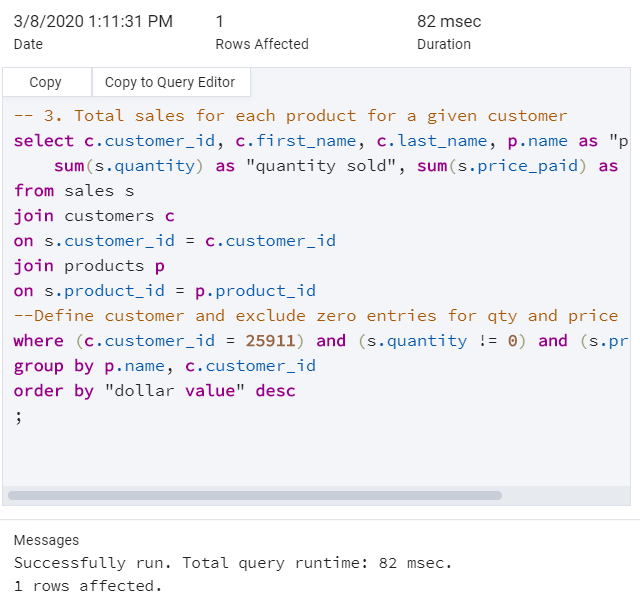 3/8/2020 1:11:31 PM 1 82 msec
Date Rows Affected Duration
Copy Copy to Query Editor
-- 3. Total sales for each product for a given customer
select c.customer_id, c.first_name, c.last_name, p.name as "p
sum(s.quantity) as "quantity sold", sum(s.price_paid) as
from sales s
join customers c
on s.customer_id = c.customer_id
join products p
on s.product_id = p.product_id
--Define customer and exclude zero entries for qty and price
where (c.customer_id = 25911) and (s.quantity != 0) and (s.pr
group by p.name, c.customer_id
order by "dollar value" desc
;
Messages
Successfully run. Total query runtime: 82 msec.
1 rows affected.